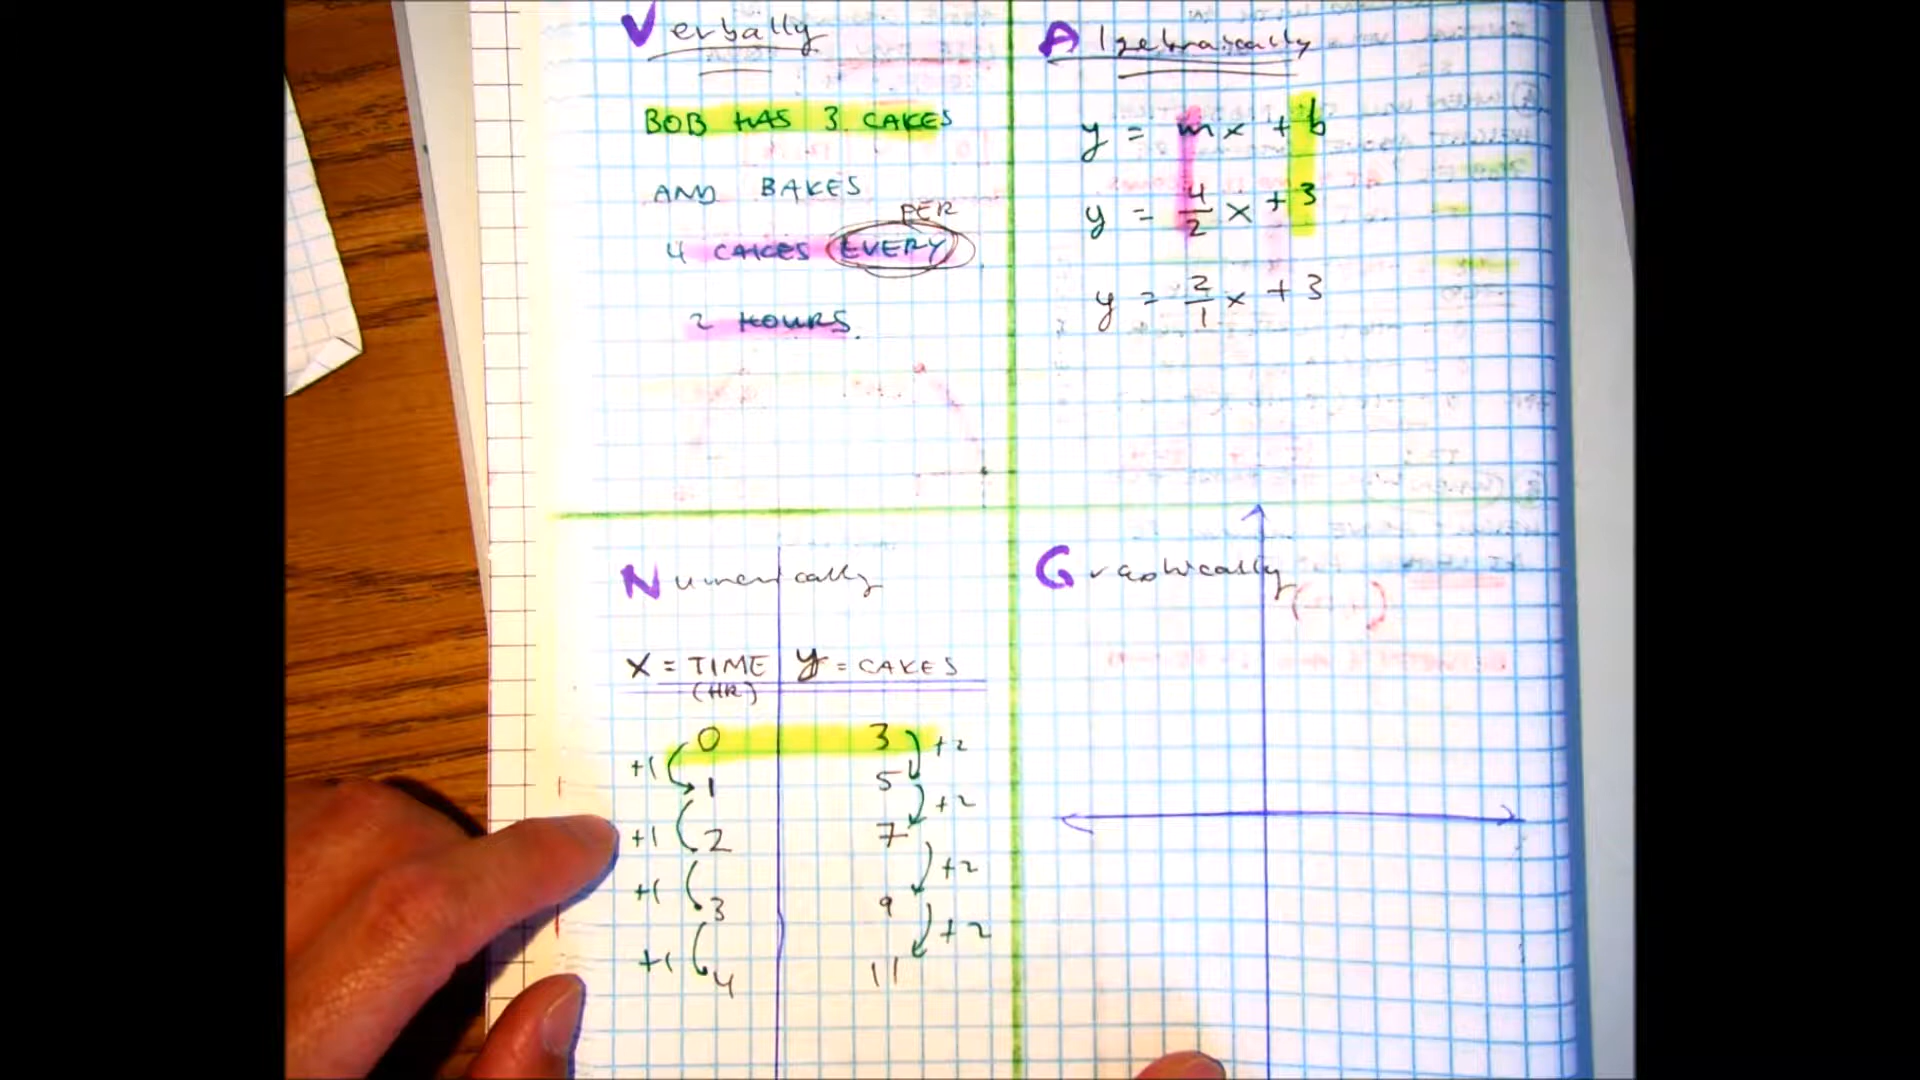 Verbally
BOB HAS 3 CAKES
AND BAKES
PER
4 CAKES EVERY
2 HOURS.
Algebraically
y = mx + b
y = 4/2 x + 3
y = 2/1 x + 3
Numerically
X = TIME y = CAKES
(HR)
0 3
+1 +2
1 5
+2
+1 2 7
+1 +2
3 9
+1 +2
4 11
Graphically